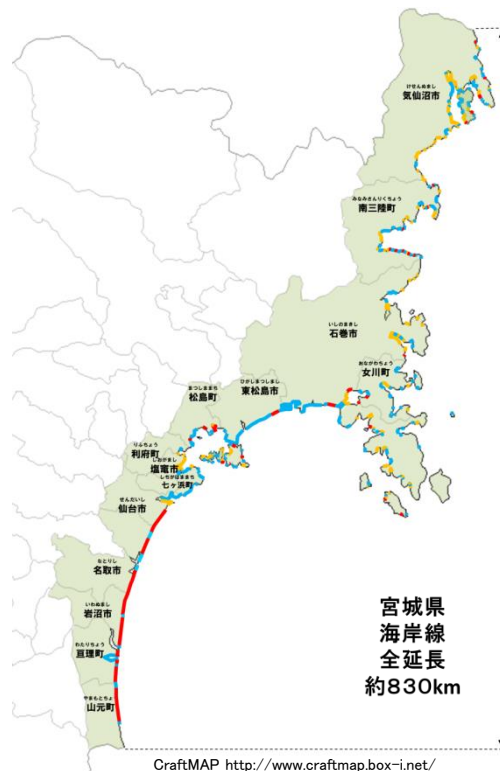 けせんぬまし
気仙沼市
みなみさんりくちょう
南三陸町
いしのまきし
石巻市
おながわちょう
女川町
ひがしまつしまし
東松島市
まつしままち
松島町
りふちょう
利府町
しおがまし
塩竈市
しちがはままち
七ヶ浜町
せんだいし
仙台市
なとりし
名取市
いわぬまし
岩沼市
わたりちょう
亘理町
やまもとちょ
山元町
宮城県
海岸線
全延長
約830km
CraftMAP http://www.craftmap.box-i.net/